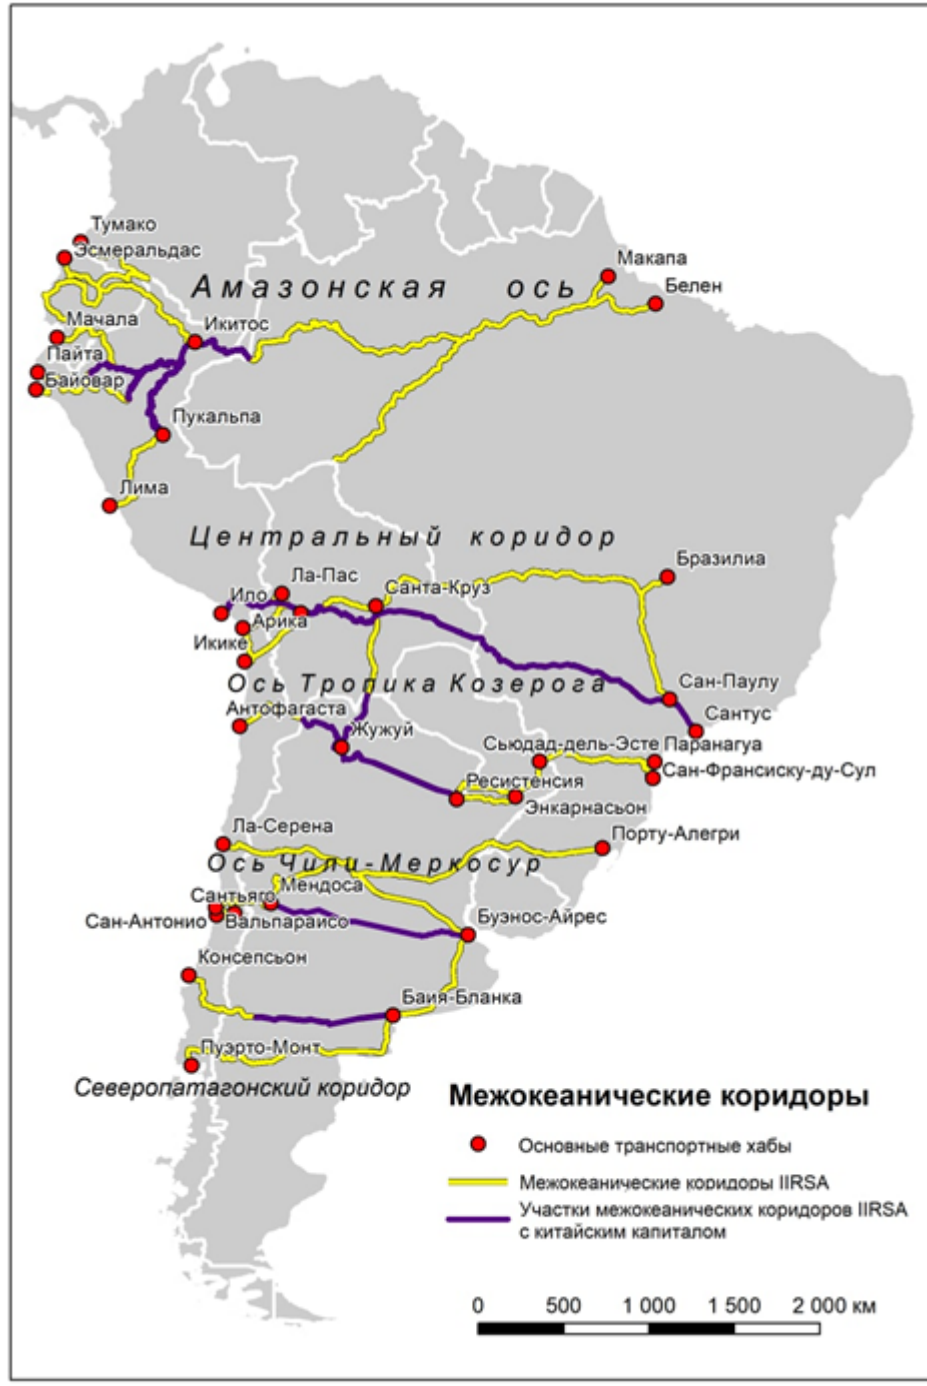 Тумако
Эсмеральдас
Макапа
Амазонская ось
Белен
Мачала
Икитос
Пайта
Байовар
Пукальпа
Лима
Центральный коридор
Бразилиа
Ла-Пас
Санта-Круз
Ило
Арика
Икике
Ось Тропика Козерога
Сан-Паулу
Антофагаста
Сантус
Жужуй
Сьюдад-дель-Эсте
Паранагуа
Сан-Франсиску-ду-Сул
Ресистенсия
Энкарнасьон
Ла-Серена
Порту-Алегри
Ось Чили-Меркосур
Мендоса
Сантьяго
Сан-Антонио
Вальпараисо
Буэнос-Айрес
Консепсьон
Баия-Бланка
Пуэрто-Монт
Северопатагонский коридор
Межокеанические коридоры
Основные транспортные хабы
Межокеанические коридоры IIRSA
Участки межокеанических коридоров IIRSA
с китайским капиталом
0 500 1 000 1 500 2 000 км